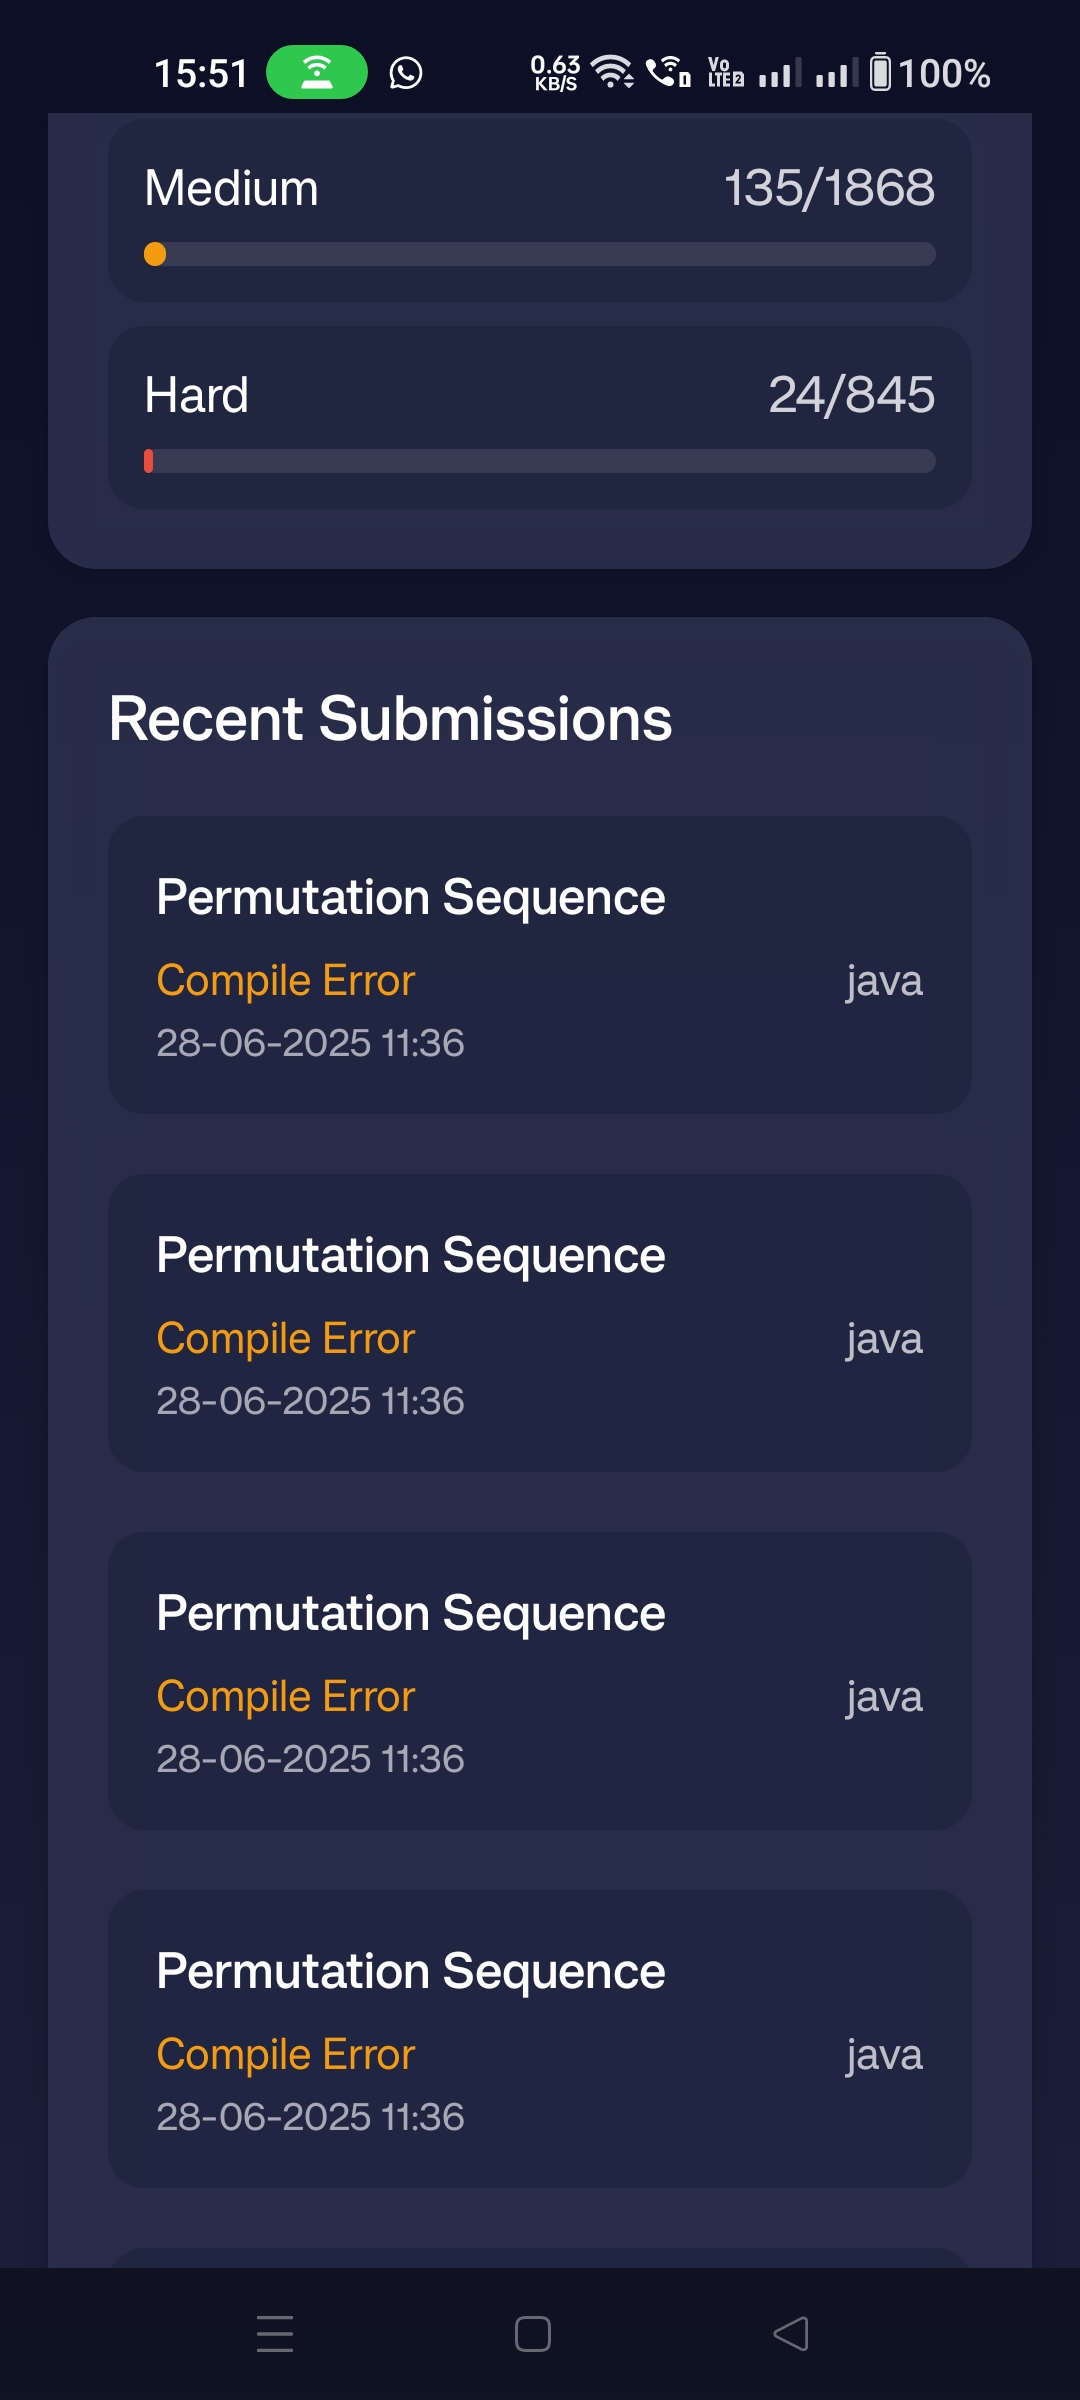 15:51 0.63 KB/S Vo LTE 2 100%
Medium 135/1868
Hard 24/845
Recent Submissions
Permutation Sequence
Compile Error java
28-06-2025 11:36
Permutation Sequence
Compile Error java
28-06-2025 11:36
Permutation Sequence
Compile Error java
28-06-2025 11:36
Permutation Sequence
Compile Error java
28-06-2025 11:36